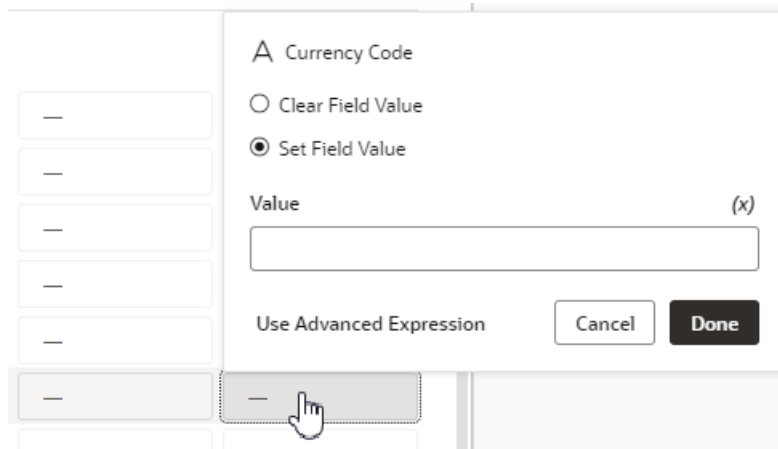 A Currency Code
Clear Field Value
Set Field Value
Value (x)
Use Advanced Expression Cancel Done
—
—
—
—
—
— —